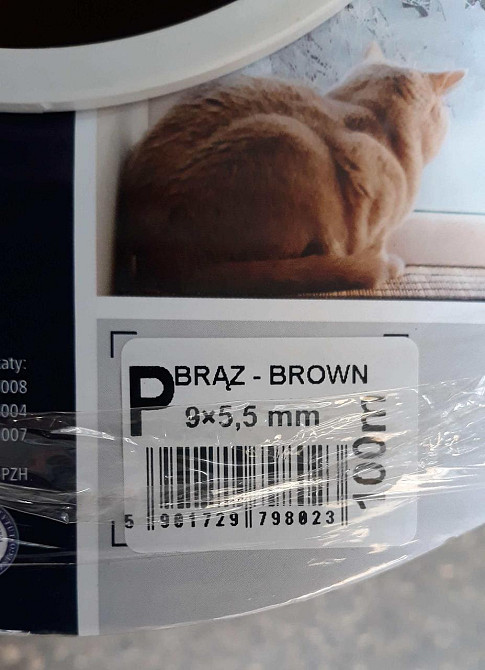 aty:
008
004
007
PZH
P
BRĄZ - BROWN
9×5,5 mm
100m
5 901729 798023